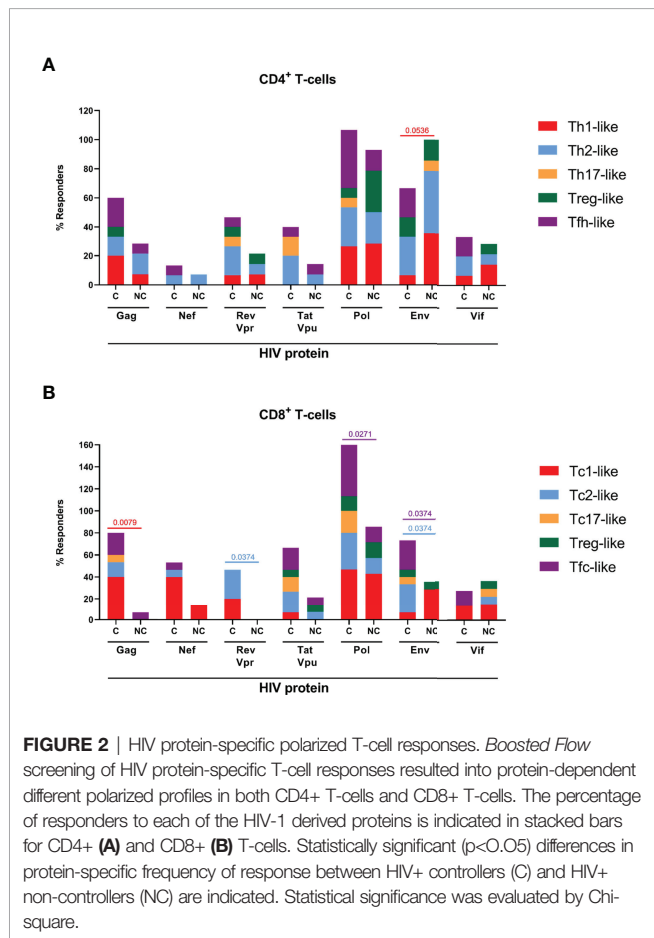 A
CD4+ T-cells
120
100
80
60
40
20
0
% Responders
0.0536
C NC C NC C NC C NC C NC C NC C NC
Gag Nef Rev Tat Pol Env Vif
Vpr Vpu
HIV protein
Th1-like
Th2-like
Th17-like
Treg-like
Tfh-like
B
CD8+ T-cells
160
140
120
100
80
60
40
20
0
% Responders
0.0079
0.0374
0.0271
0.0374
0.0374
C NC C NC C NC C NC C NC C NC C NC
Gag Nef Rev Tat Pol Env Vif
Vpr Vpu
HIV protein
Tc1-like
Tc2-like
Tc17-like
Treg-like
Tfc-like
FIGURE 2 | HIV protein-specific polarized T-cell responses. Boosted Flow
screening of HIV protein-specific T-cell responses resulted into protein-dependent
different polarized profiles in both CD4+ T-cells and CD8+ T-cells. The percentage
of responders to each of the HIV-1 derived proteins is indicated in stacked bars
for CD4+ (A) and CD8+ (B) T-cells. Statistically significant (p<O.O5) differences in
protein-specific frequency of response between HIV+ controllers (C) and HIV+
non-controllers (NC) are indicated. Statistical significance was evaluated by Chi-
square.